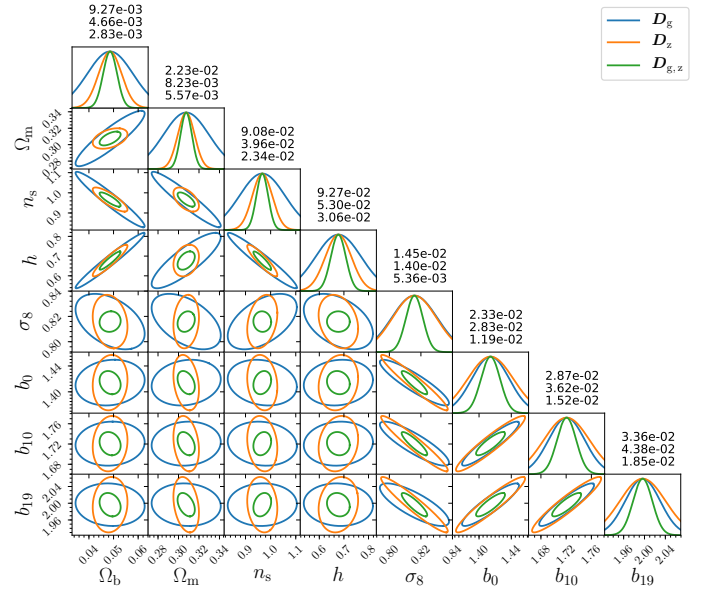 9.27e-03
4.66e-03
2.83e-03
D_g
D_z
D_g,z
2.23e-02
8.23e-03
5.57e-03
0.34
0.32
0.30
0.28
Ω_m
9.08e-02
3.96e-02
2.34e-02
1.1
1.0
0.9
n_s
9.27e-02
5.30e-02
3.06e-02
0.8
0.7
0.6
h
1.45e-02
1.40e-02
5.36e-03
0.84
0.82
0.80
σ_8
2.33e-02
2.83e-02
1.19e-02
1.44
1.40
b_0
2.87e-02
3.62e-02
1.52e-02
1.76
1.72
1.68
b_10
3.36e-02
4.38e-02
1.85e-02
2.04
2.00
1.96
b_19
0.04 0.05 0.06 0.28 0.30 0.32 0.34 0.9 1.0 1.1 0.6 0.7 0.8 0.80 0.82 0.84 1.40 1.44 1.68 1.72 1.76 1.96 2.00 2.04
Ω_b Ω_m n_s h σ_8 b_0 b_10 b_19